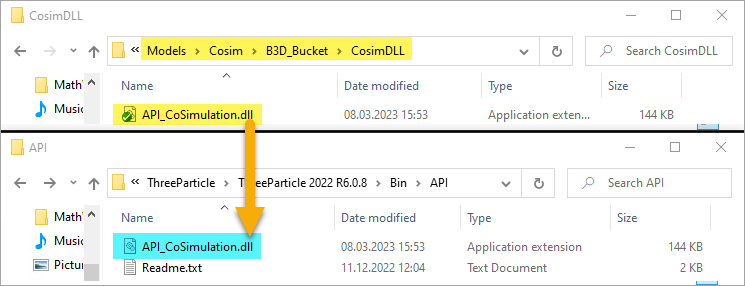 CosimDLL
« Models > Cosim > B3D_Bucket > CosimDLL
Search CosimDLL
Name Date modified Type Size
Music
API_CoSimulation.dll 08.03.2023 15:53 Application exten... 144 KB
API
« ThreeParticle > ThreeParticle 2022 R6.0.8 > Bin > API
Search API
Name Date modified Type Size
Music
API_CoSimulation.dll 08.03.2023 15:53 Application extension 144 KB
Pictur
Readme.txt 11.12.2022 12:04 Text Document 2 KB